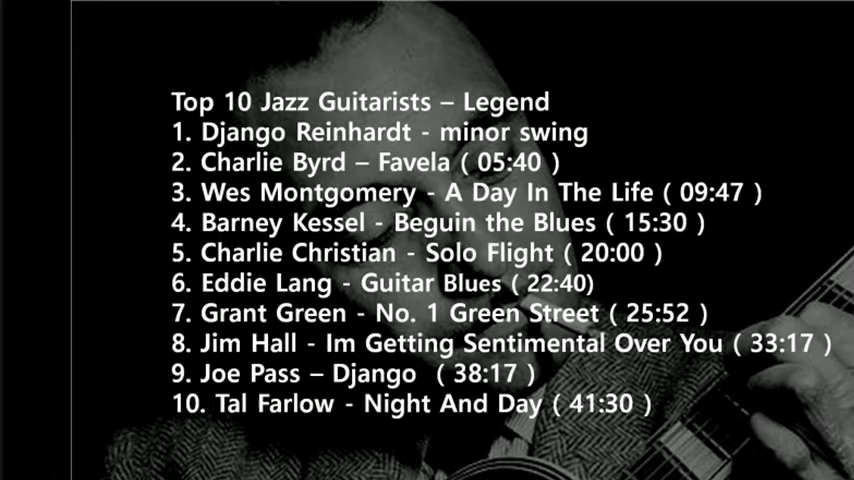 Top 10 Jazz Guitarists – Legend
1. Django Reinhardt - minor swing
2. Charlie Byrd – Favela ( 05:40 )
3. Wes Montgomery - A Day In The Life ( 09:47 )
4. Barney Kessel - Beguin the Blues ( 15:30 )
5. Charlie Christian - Solo Flight ( 20:00 )
6. Eddie Lang - Guitar Blues ( 22:40)
7. Grant Green - No. 1 Green Street ( 25:52 )
8. Jim Hall - Im Getting Sentimental Over You ( 33:17 )
9. Joe Pass – Django  ( 38:17 )
10. Tal Farlow - Night And Day ( 41:30 )